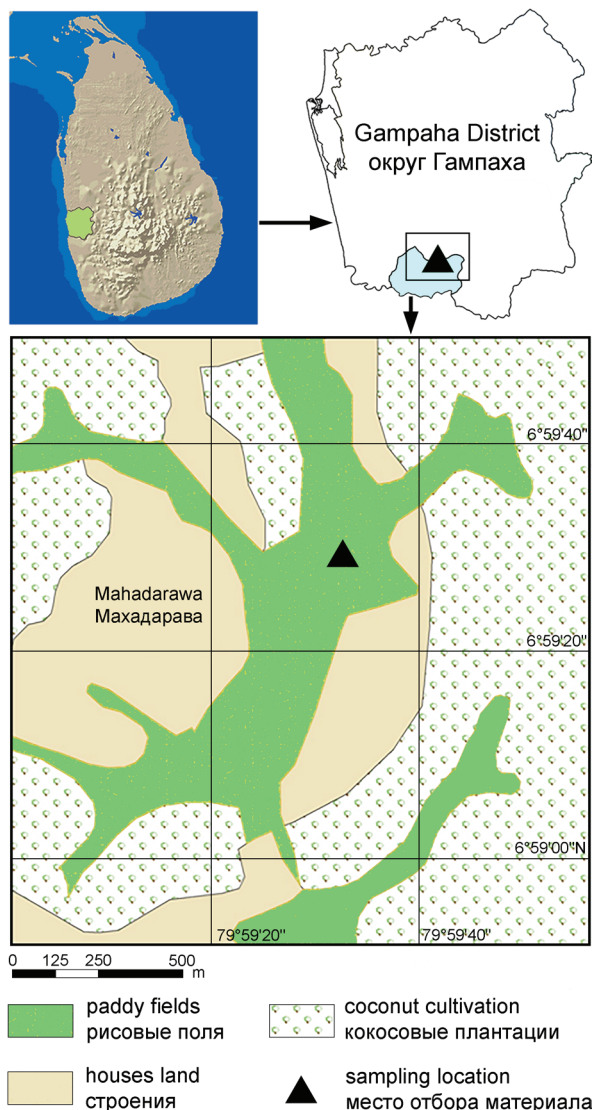 Gampaha District
округ Гампаха
6°59'40"
Mahadarawa
Махадарава
6°59'20"
6°59'00"N
79°59'20"
79°59'40"
0 125 250 500
m
paddy fields
рисовые поля
coconut cultivation
кокосовые плантации
houses land
строения
sampling location
место отбора материала